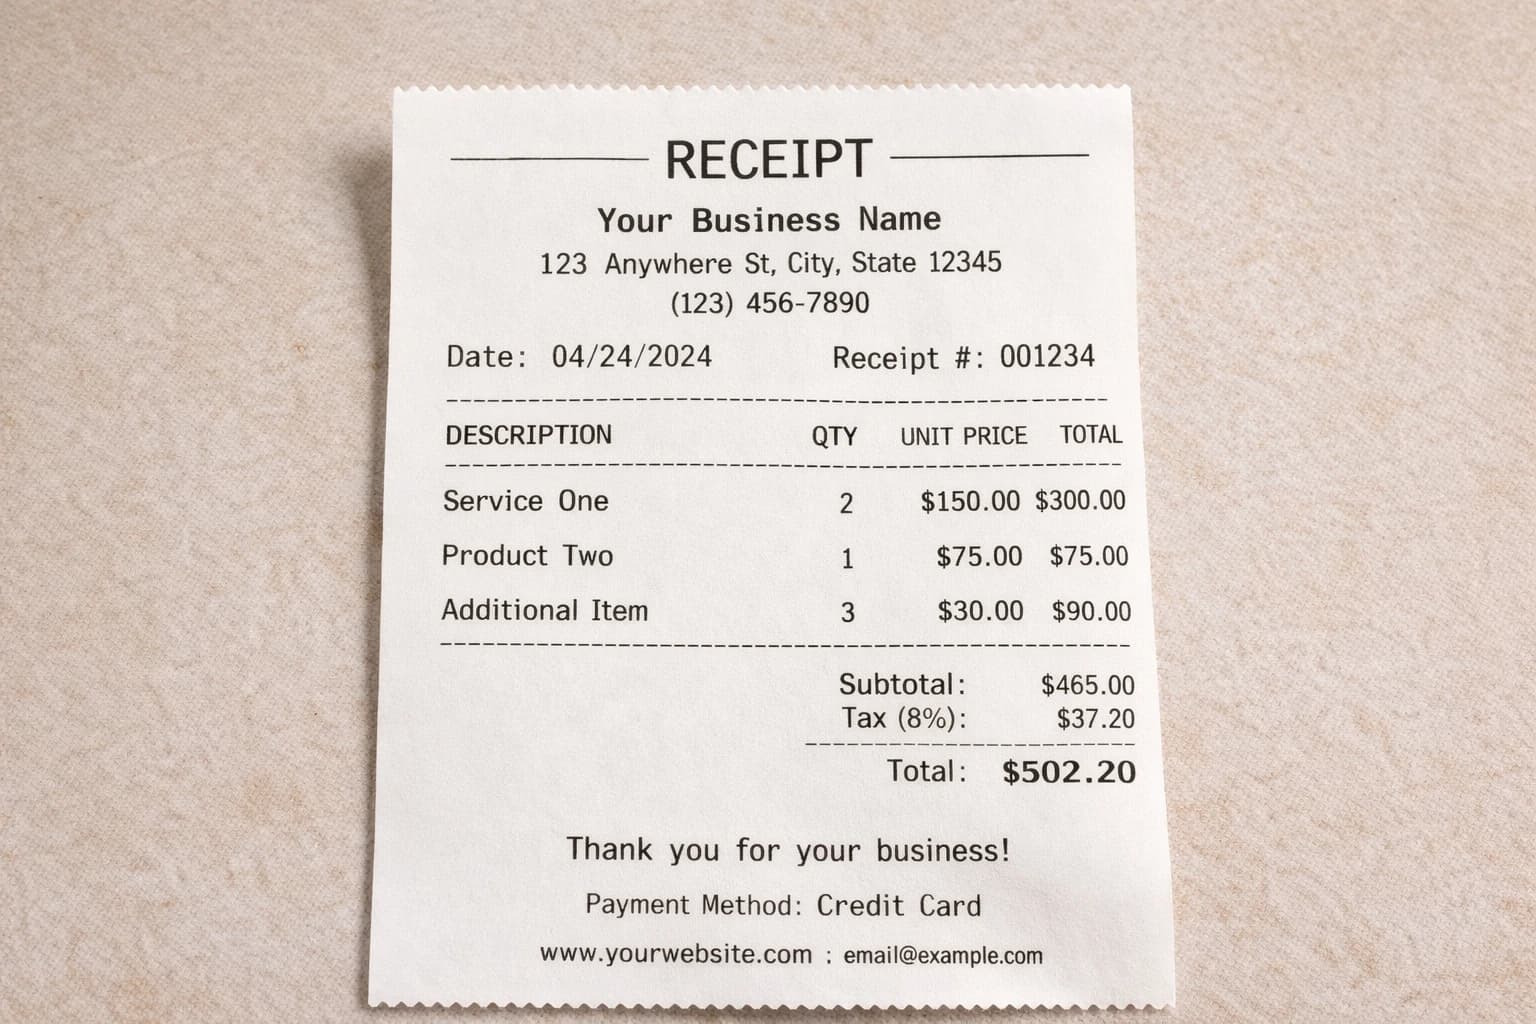 RECEIPT
Your Business Name
123 Anywhere St, City, State 12345
(123) 456-7890
Date: 04/24/2024 Receipt #: 001234
DESCRIPTION QTY UNIT PRICE TOTAL
Service One 2 $150.00 $300.00
Product Two 1 $75.00 $75.00
Additional Item 3 $30.00 $90.00
Subtotal: $465.00
Tax (8%): $37.20
Total: $502.20
Thank you for your business!
Payment Method: Credit Card
www.yourwebsite.com : email@example.com